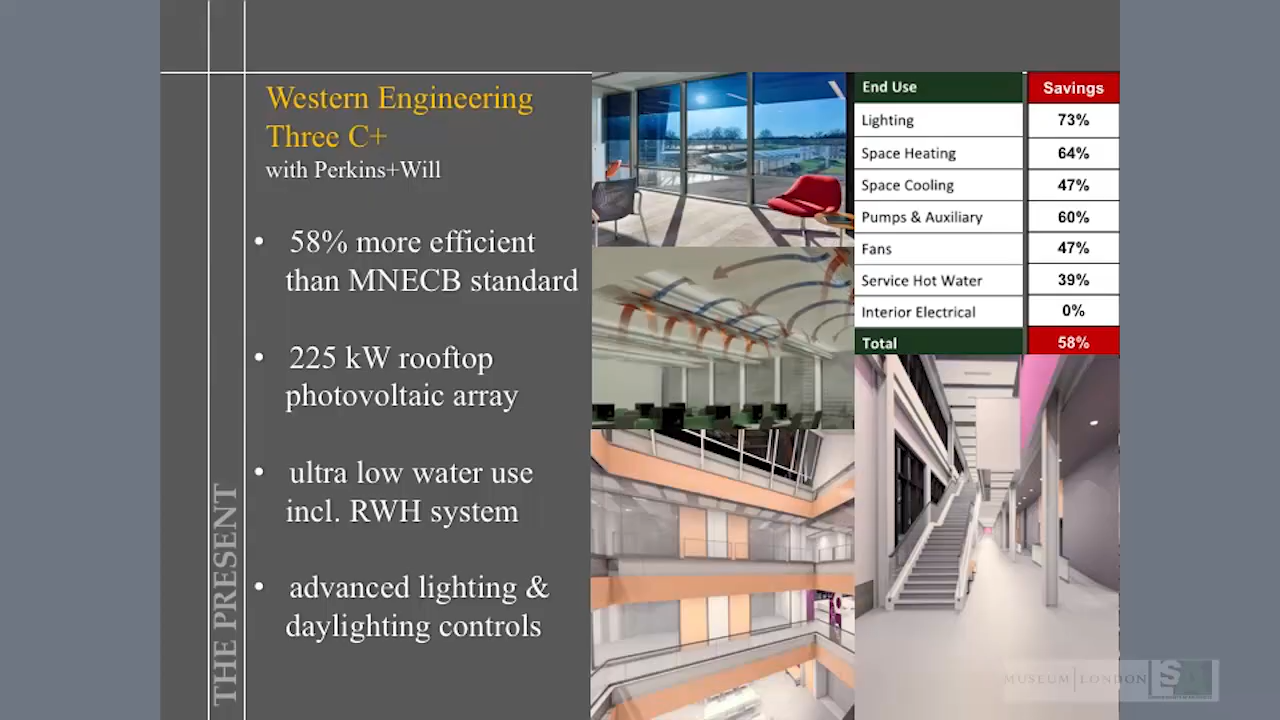 Western Engineering
Three C+
with Perkins+Will
• 58% more efficient
than MNECB standard
• 225 kW rooftop
photovoltaic array
• ultra low water use
incl. RWH system
• advanced lighting &
daylighting controls
THE PRESENT
End Use Savings
Lighting 73%
Space Heating 64%
Space Cooling 47%
Pumps & Auxiliary 60%
Fans 47%
Service Hot Water 39%
Interior Electrical 0%
Total 58%
MUSEUM LONDON